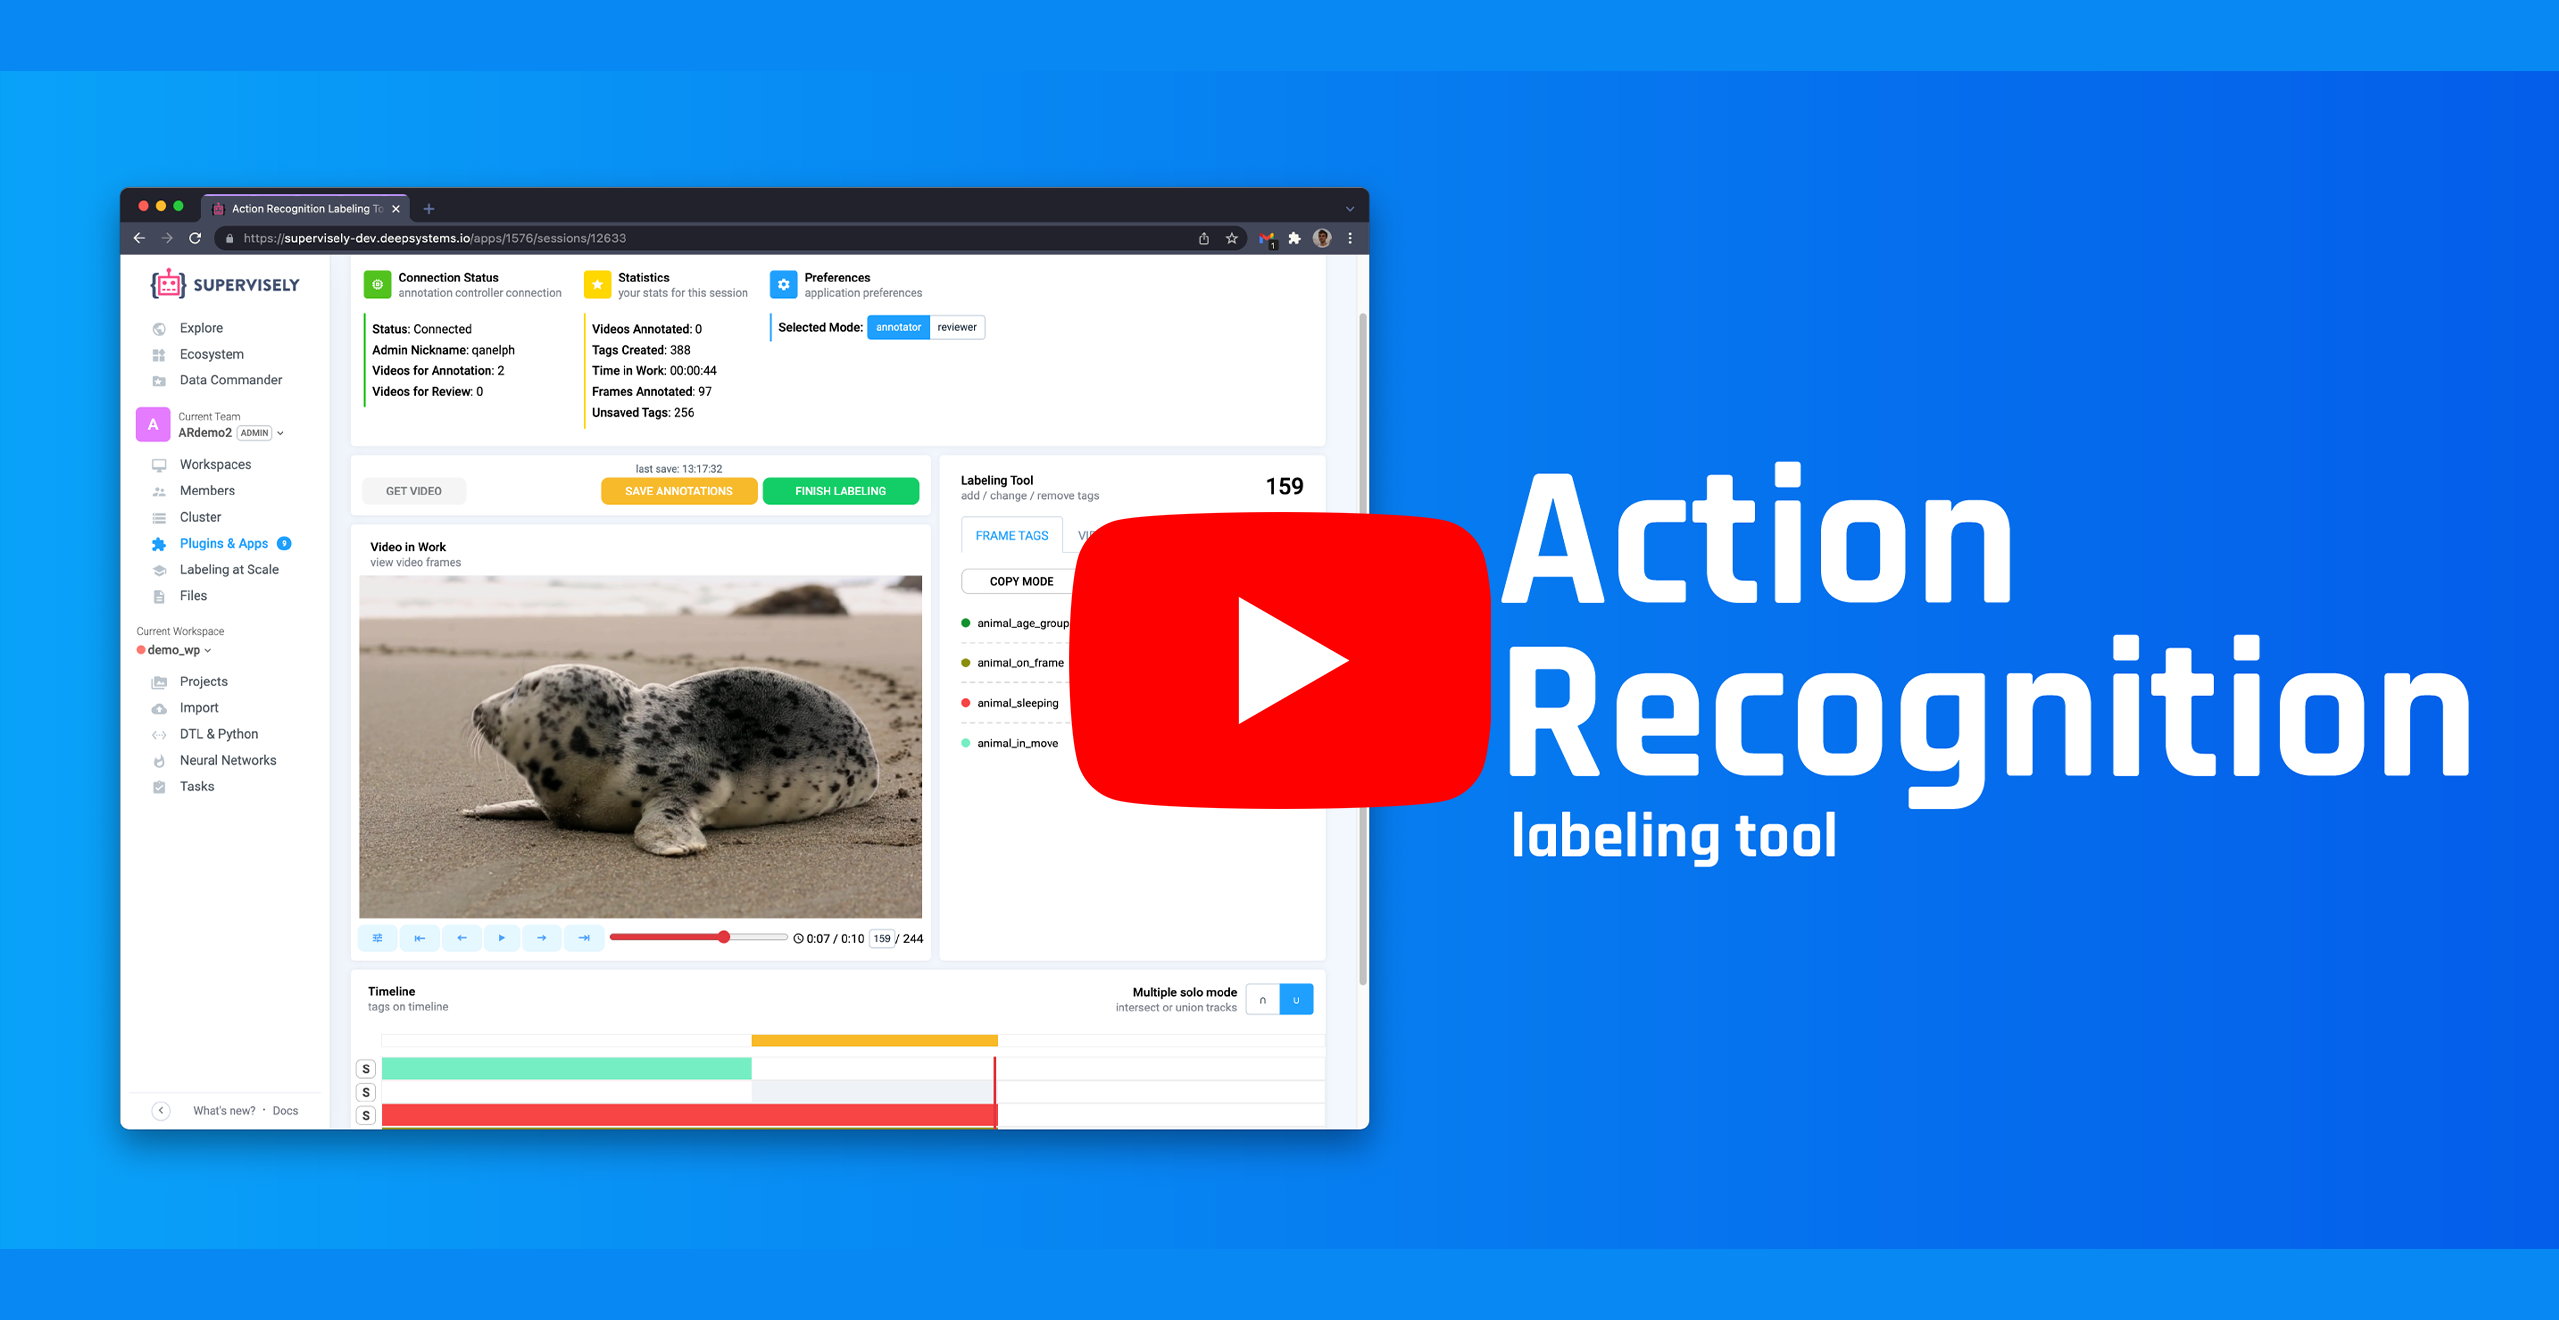 Action Recognition Labeling To
https://supervisely-dev.deepsystems.io/apps/1576/sessions/12633
1
SUPERVISELY
Explore
Ecosystem
Data Commander
A
Current Team
ARdemo2 ADMIN
Workspaces
Members
Cluster
Plugins & Apps 9
Labeling at Scale
Files
Current Workspace
demo_wp
Projects
Import
DTL & Python
Neural Networks
Tasks
What's new? · Docs
Connection Status
annotation controller connection
Status: Connected
Admin Nickname: qanelph
Videos for Annotation: 2
Videos for Review: 0
Statistics
your stats for this session
Videos Annotated: 0
Tags Created: 388
Time in Work: 00:00:44
Frames Annotated: 97
Unsaved Tags: 256
Preferences
application preferences
Selected Mode: annotator reviewer
last save: 13:17:32
GET VIDEO SAVE ANNOTATIONS FINISH LABELING
Video in Work
view video frames
0:07 / 0:10 159 / 244
Labeling Tool
add / change / remove tags
159
FRAME TAGS
COPY MODE
animal_age_group
animal_on_frame
animal_sleeping
animal_in_move
Timeline
tags on timeline
Multiple solo mode
intersect or union tracks
∩ ∪
S
S
S
Action
Recognition
labeling tool